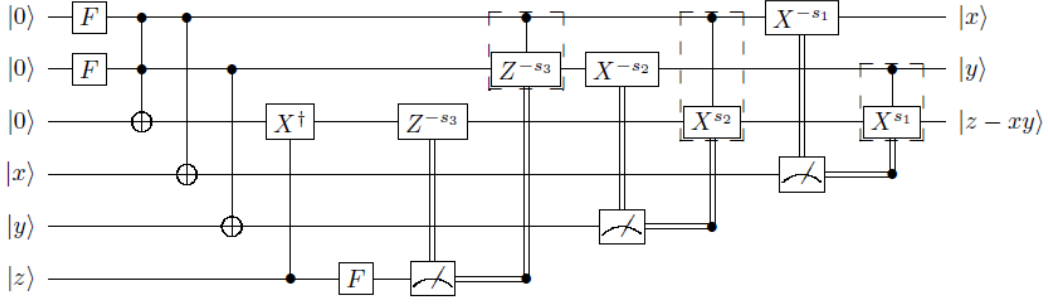 |0⟩ F X^{-s_1} |x⟩
|0⟩ F Z^{-s_3} X^{-s_2} |y⟩
|0⟩ X^† Z^{-s_3} X^{s_2} X^{s_1} |z − xy⟩
|x⟩
|y⟩
|z⟩ F